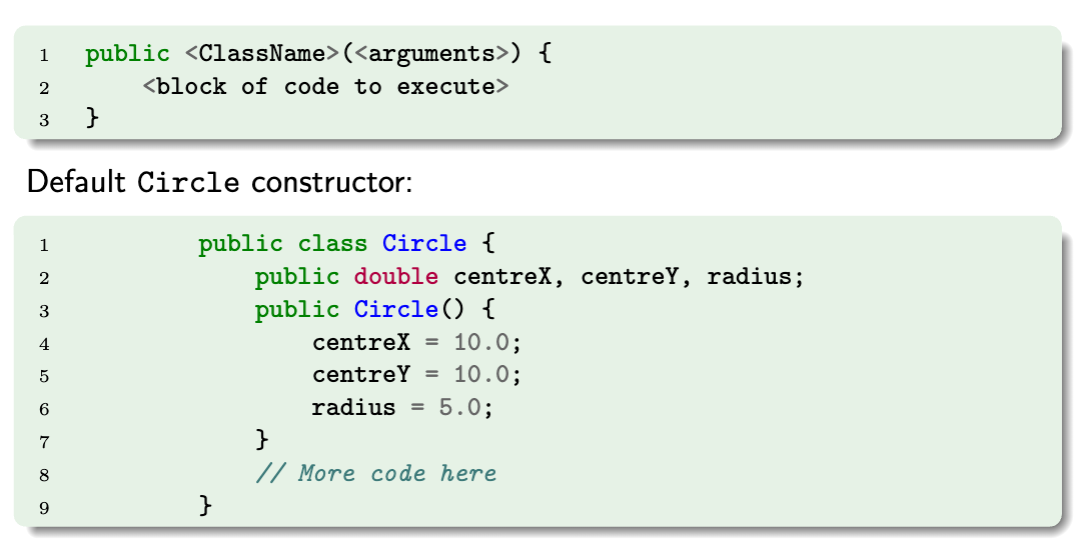 1 public <ClassName>(<arguments>) {
2     <block of code to execute>
3 }
Default Circle constructor:
1         public class Circle {
2             public double centreX, centreY, radius;
3             public Circle() {
4                 centreX = 10.0;
5                 centreY = 10.0;
6                 radius = 5.0;
7             }
8             // More code here
9         }